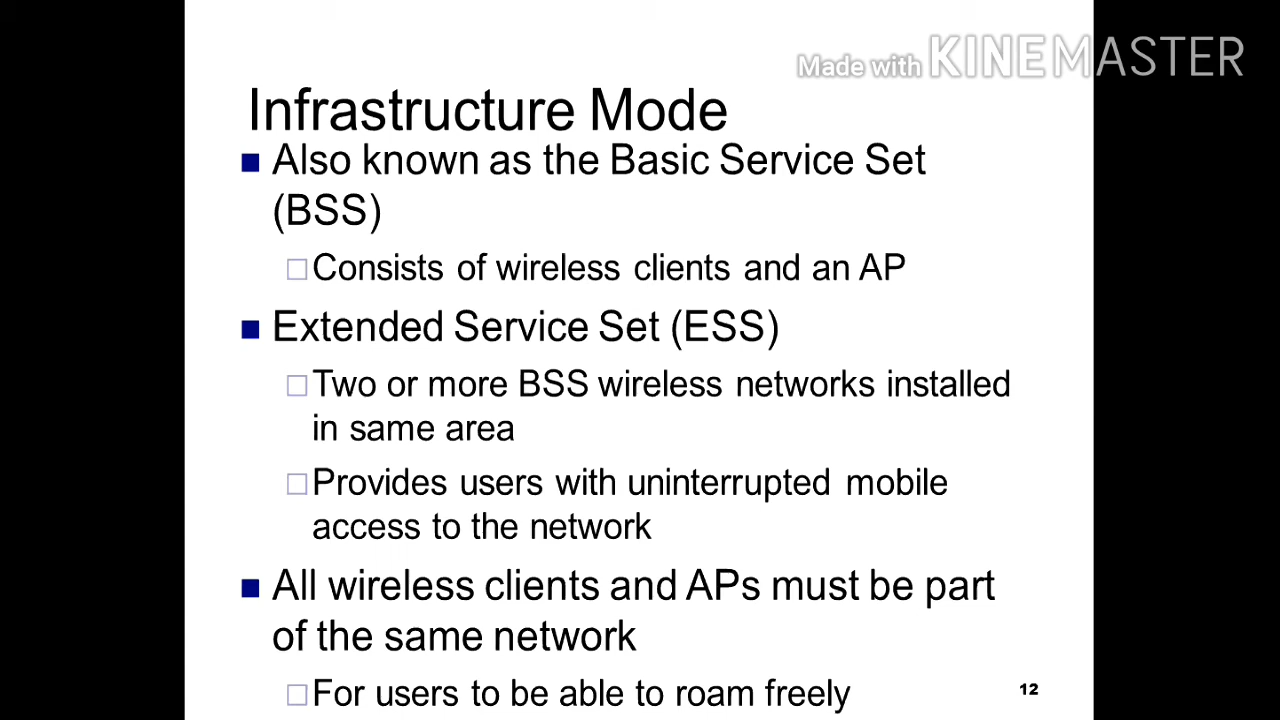 Made with KINEMASTER
Infrastructure Mode
Also known as the Basic Service Set
(BSS)
Consists of wireless clients and an AP
Extended Service Set (ESS)
Two or more BSS wireless networks installed
in same area
Provides users with uninterrupted mobile
access to the network
All wireless clients and APs must be part
of the same network
For users to be able to roam freely
12